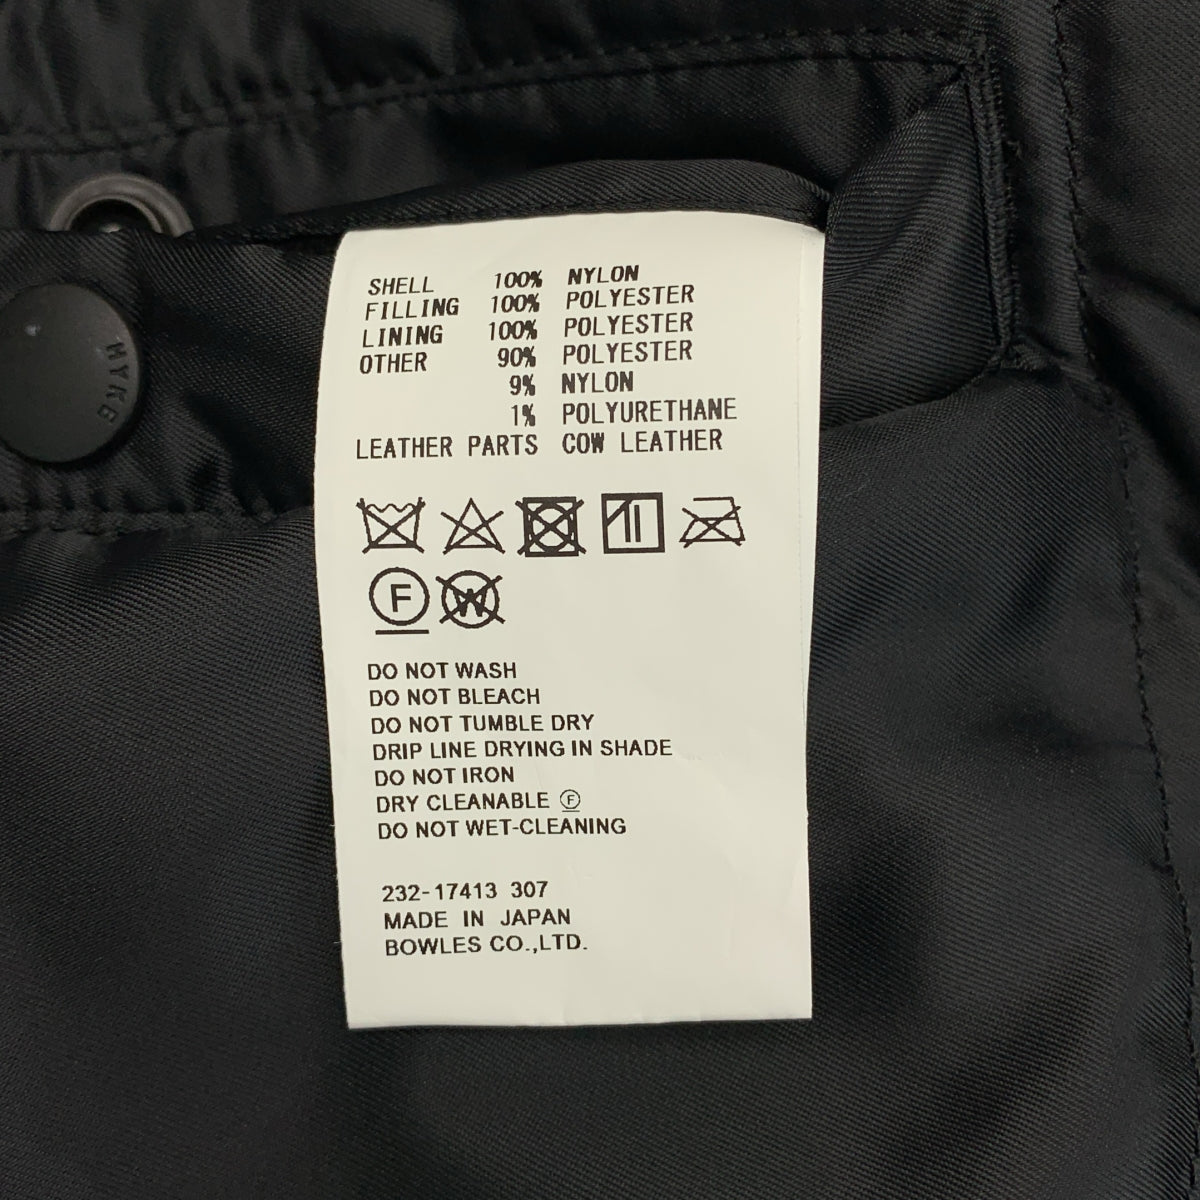 SHELL 100% NYLON
FILLING 100% POLYESTER
LINING 100% POLYESTER
OTHER 90% POLYESTER
9% NYLON
1% POLYURETHANE
LEATHER PARTS COW LEATHER
F W
DO NOT WASH
DO NOT BLEACH
DO NOT TUMBLE DRY
DRIP LINE DRYING IN SHADE
DO NOT IRON
DRY CLEANABLE Ⓕ
DO NOT WET-CLEANING
232-17413 307
MADE IN JAPAN
BOWLES CO.,LTD.